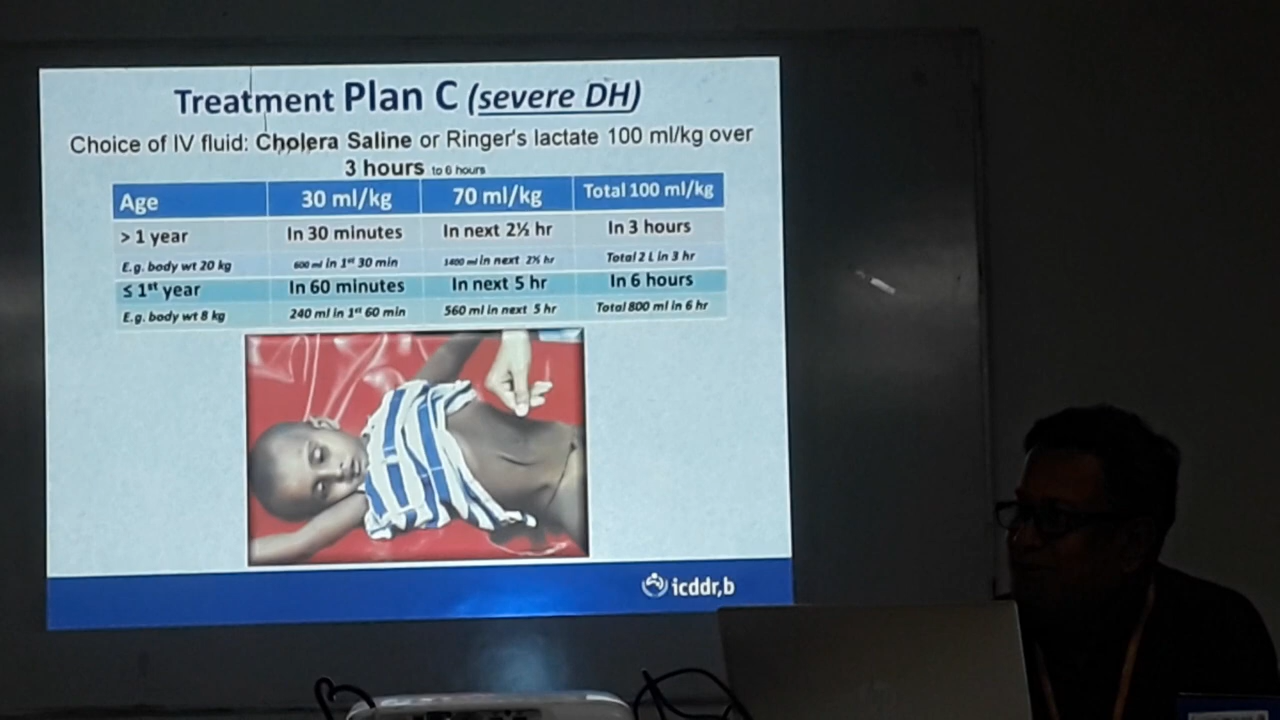 Treatment Plan C (severe DH)
Choice of IV fluid: Cholera Saline or Ringer's lactate 100 ml/kg over
3 hours to 6 hours
Age 30 ml/kg 70 ml/kg Total 100 ml/kg
> 1 year In 30 minutes In next 2½ hr In 3 hours
E.g. body wt 20 kg 600 ml in 1st 30 min 1400 ml in next 2½ hr Total 2 L in 3 hr
≤ 1st year In 60 minutes In next 5 hr In 6 hours
E.g. body wt 8 kg 240 ml in 1st 60 min 560 ml in next 5 hr Total 800 ml in 6 hr
icddr,b